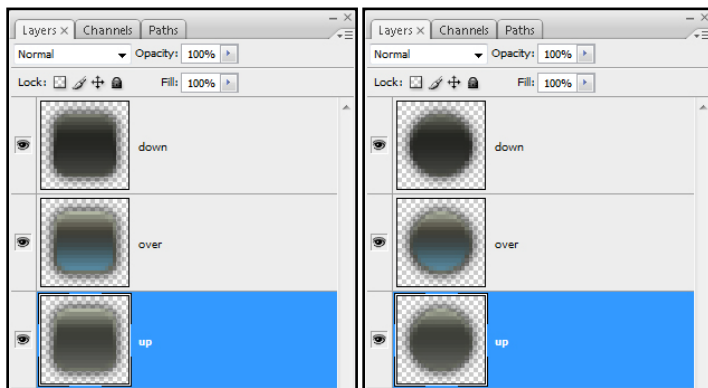 Layers × Channels Paths
Normal Opacity: 100%
Lock: Fill: 100%
down
over
up
Layers × Channels Paths
Normal Opacity: 100%
Lock: Fill: 100%
down
over
up